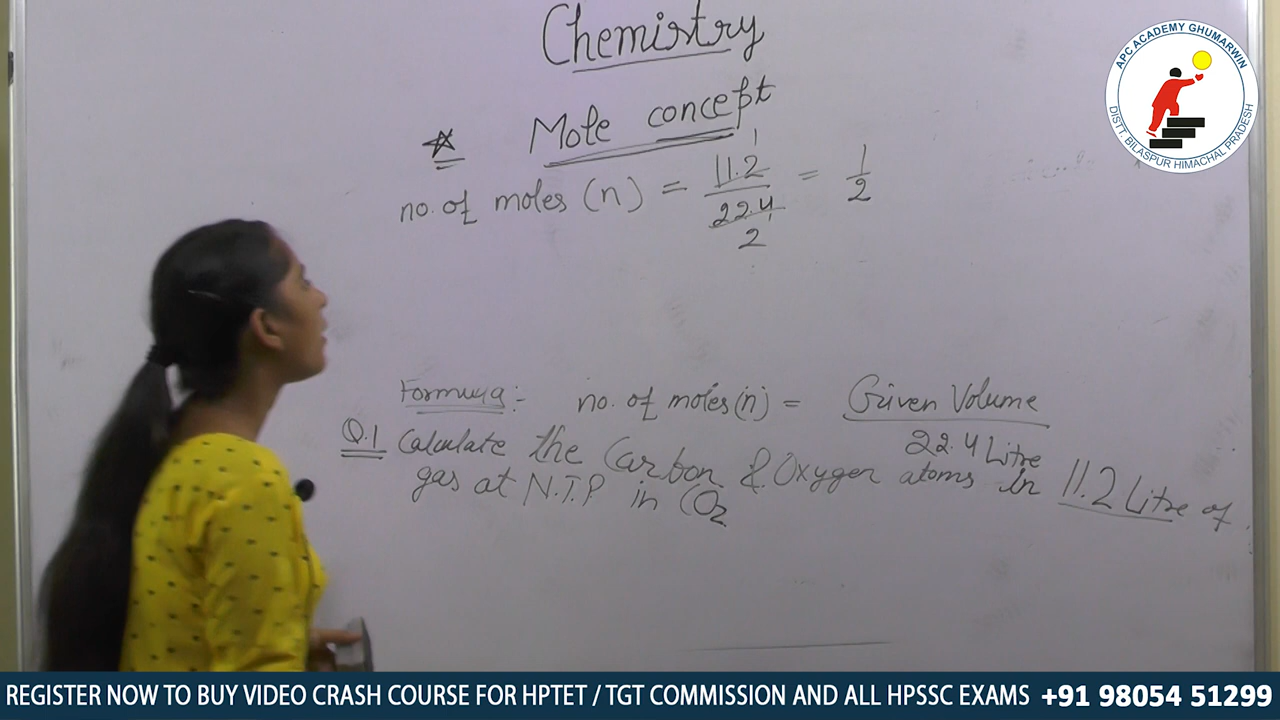 Chemistry
Mole concept
no. of moles (n) = 11.2 / 22.4 = 1/2
1
2
Formula:- no. of moles (n) = Given Volume / 22.4 Litre
Q.1 Calculate the Carbon & Oxygen atoms in 11.2 Litre of
gas at N.T.P in CO2
APC ACADEMY GHUMARWIN
DISTT. BILASPUR HIMACHAL PRADESH
REGISTER NOW TO BUY VIDEO CRASH COURSE FOR HPTET / TGT COMMISSION AND ALL HPSSC EXAMS +91 98054 51299